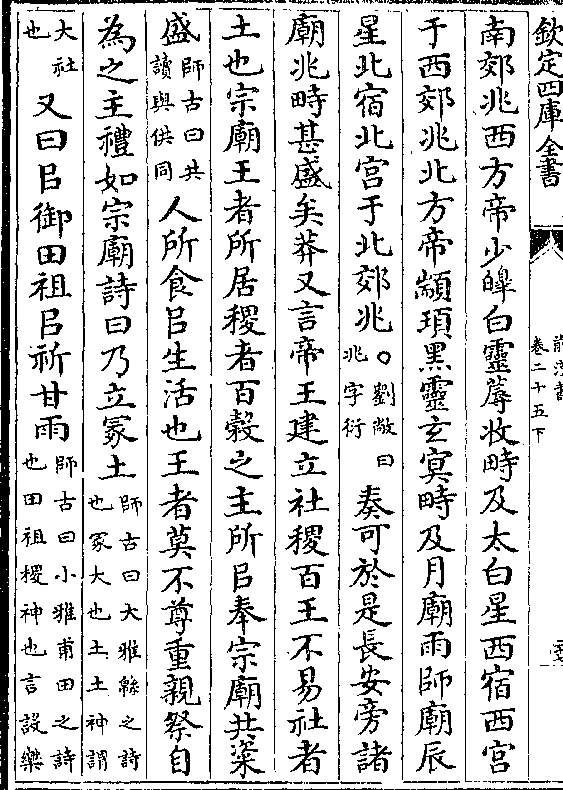 欽定四庫全書
前漢書
卷二十五下
南郊兆西方帝少皥白靈蓐收畤及太白星西宿西宮
于西郊兆北方帝顓頊黑靈玄冥畤及月廟雨師廟辰
星北宿北宮于北郊兆○劉敞曰兆字衍奏可於是長安旁諸
廟兆畤甚盛矣莽又言帝王建立社稷百王不易社者
土也宗廟王者所居稷者百榖之主所㠯奉宗廟共粢
盛師古曰共讀與供同人所食㠯生活也王者莫不尊重親祭自
為之主禮如宗廟詩曰乃立冢土師古曰大雅緜之詩也冢大也土土神謂
大社也又曰㠯御田祖㠯祈甘雨師古曰小雅甫田之詩也田祖稷神也言設樂